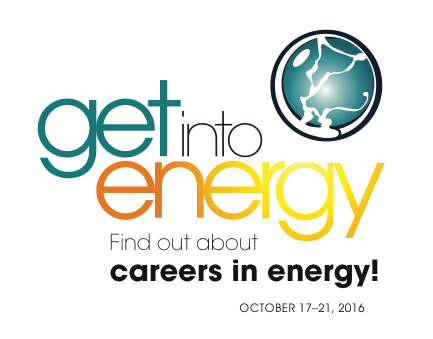 get into
energy
Find out about
careers in energy!
OCTOBER 17–21, 2016